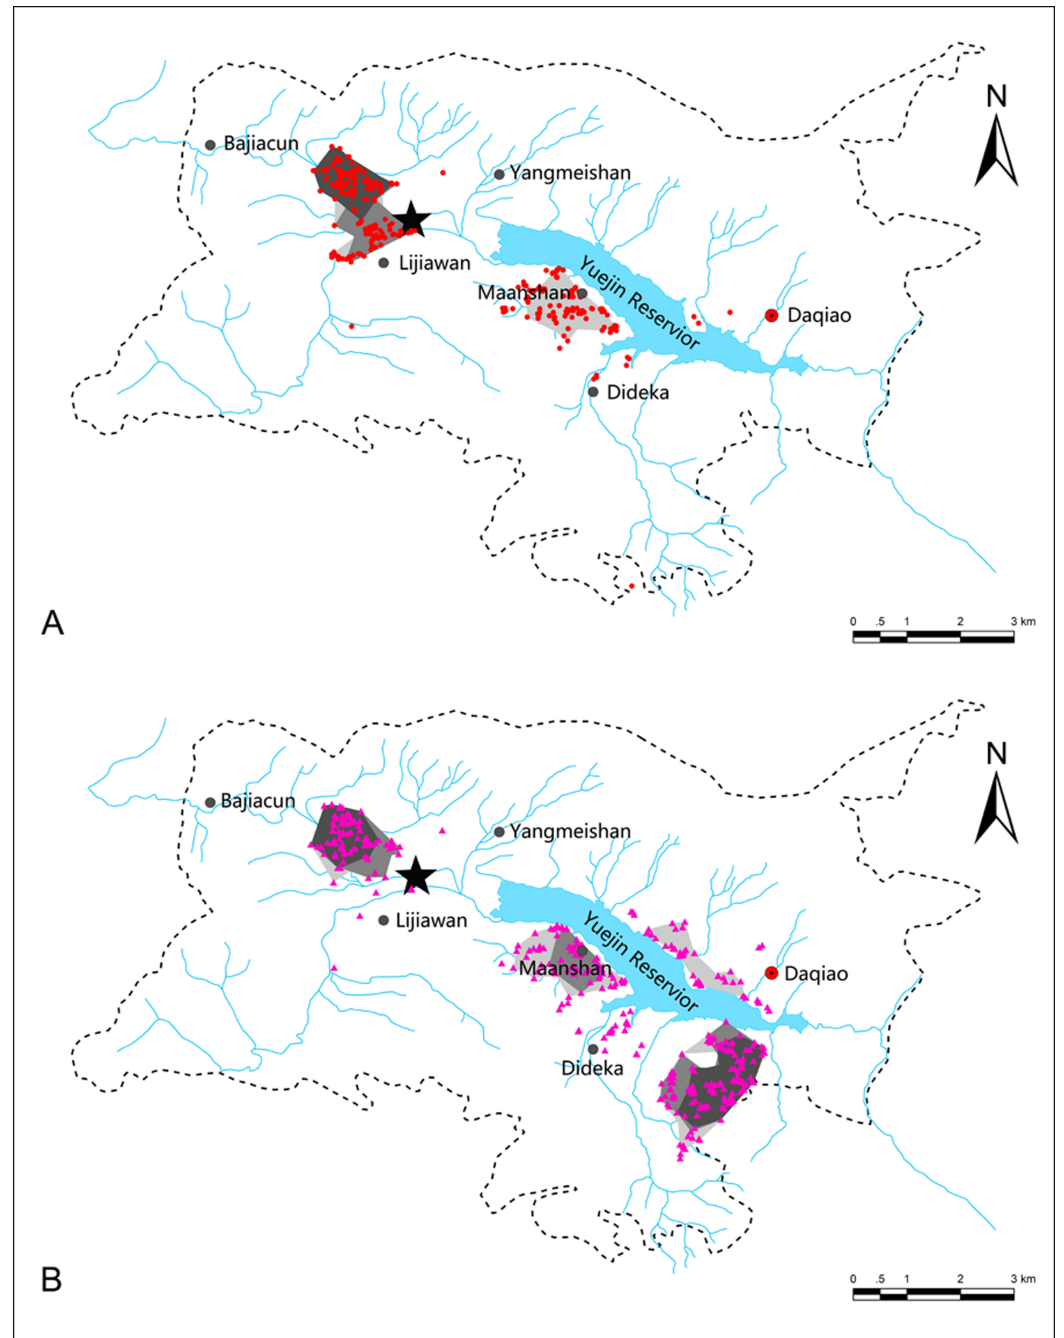 N
Bajiacun
Yangmeishan
Lijiawan
Maanshan
Yuejin Reservior
Daqiao
Dideka
A
0 .5 1 2 3 km
N
Bajiacun
Yangmeishan
Lijiawan
Yuejin Reservior
Maanshan
Daqiao
Dideka
B
0 .5 1 2 3 km